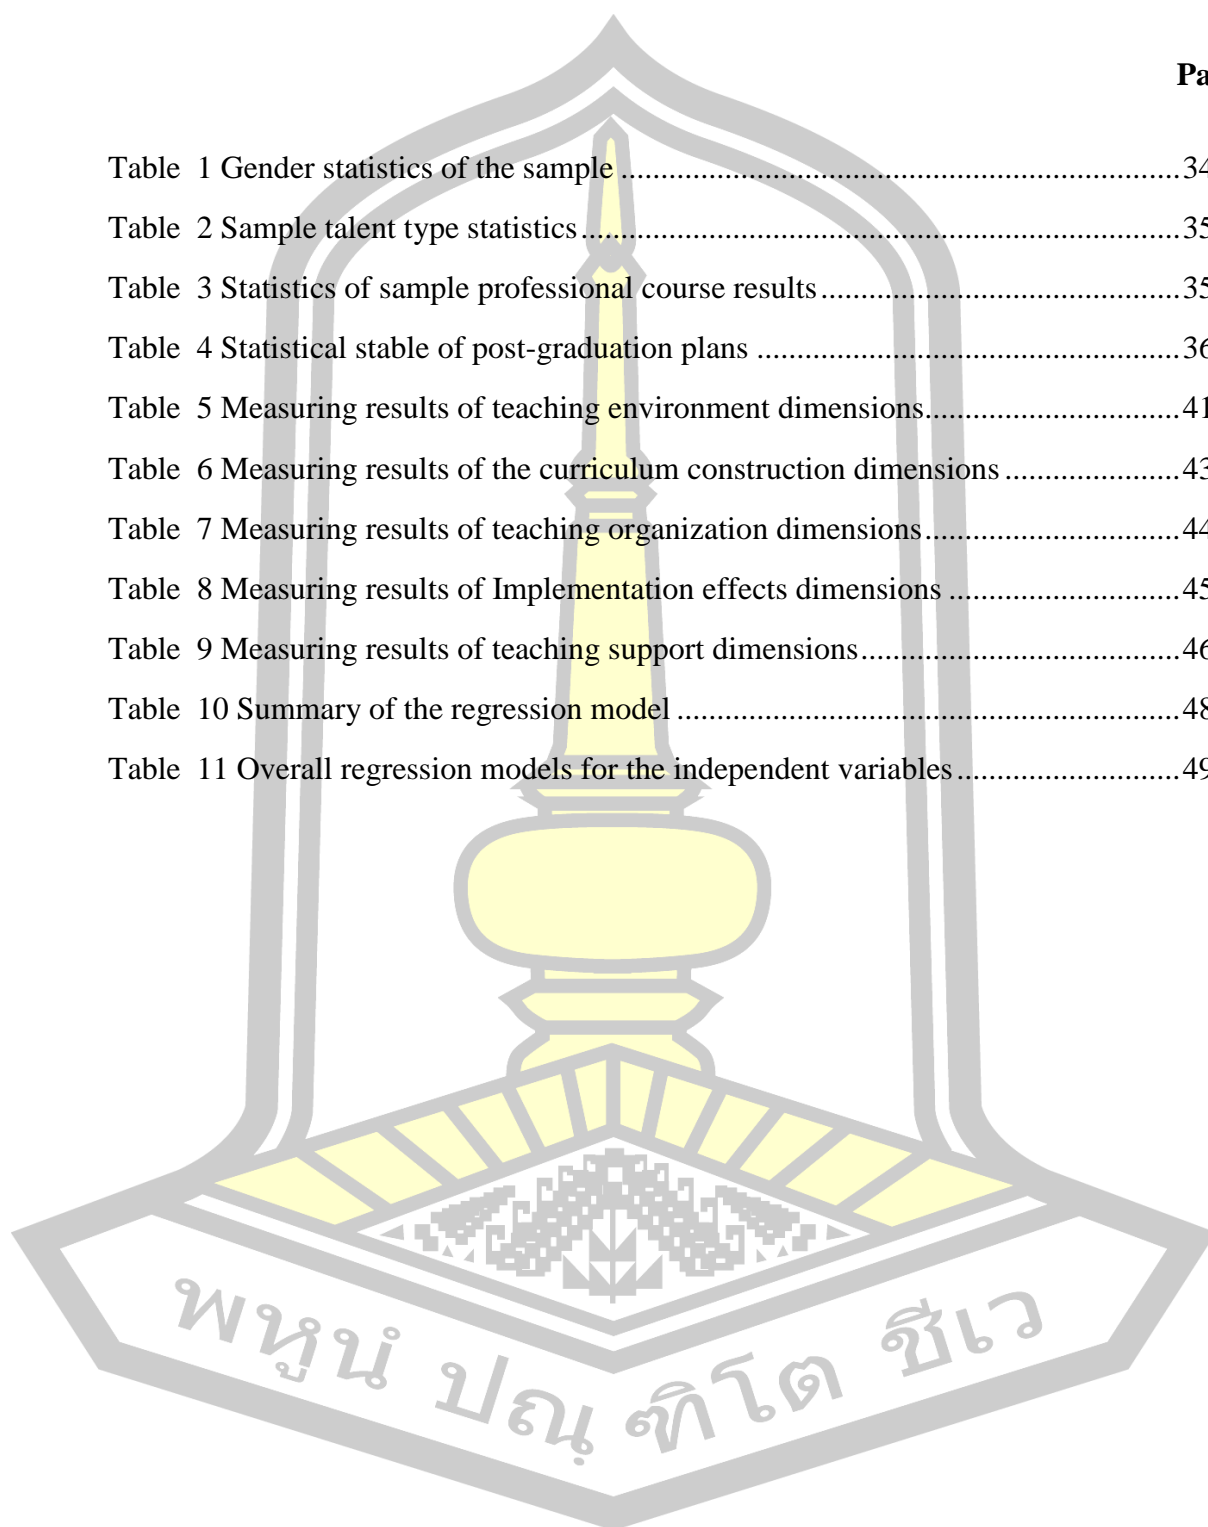 Pa
Table 1 Gender statistics of the sample ..................................................................34
Table 2 Sample talent type statistics.......................................................................35
Table 3 Statistics of sample professional course results...........................................35
Table 4 Statistical stable of post-graduation plans ..................................................36
Table 5 Measuring results of teaching environment dimensions..............................41
Table 6 Measuring results of the curriculum construction dimensions .....................43
Table 7 Measuring results of teaching organization dimensions...............................44
Table 8 Measuring results of Implementation effects dimensions ...........................45
Table 9 Measuring results of teaching support dimensions......................................46
Table 10 Summary of the regression model ...........................................................48
Table 11 Overall regression models for the independent variables...........................49
พหูนํ ปณฺฑิโต ชีเว